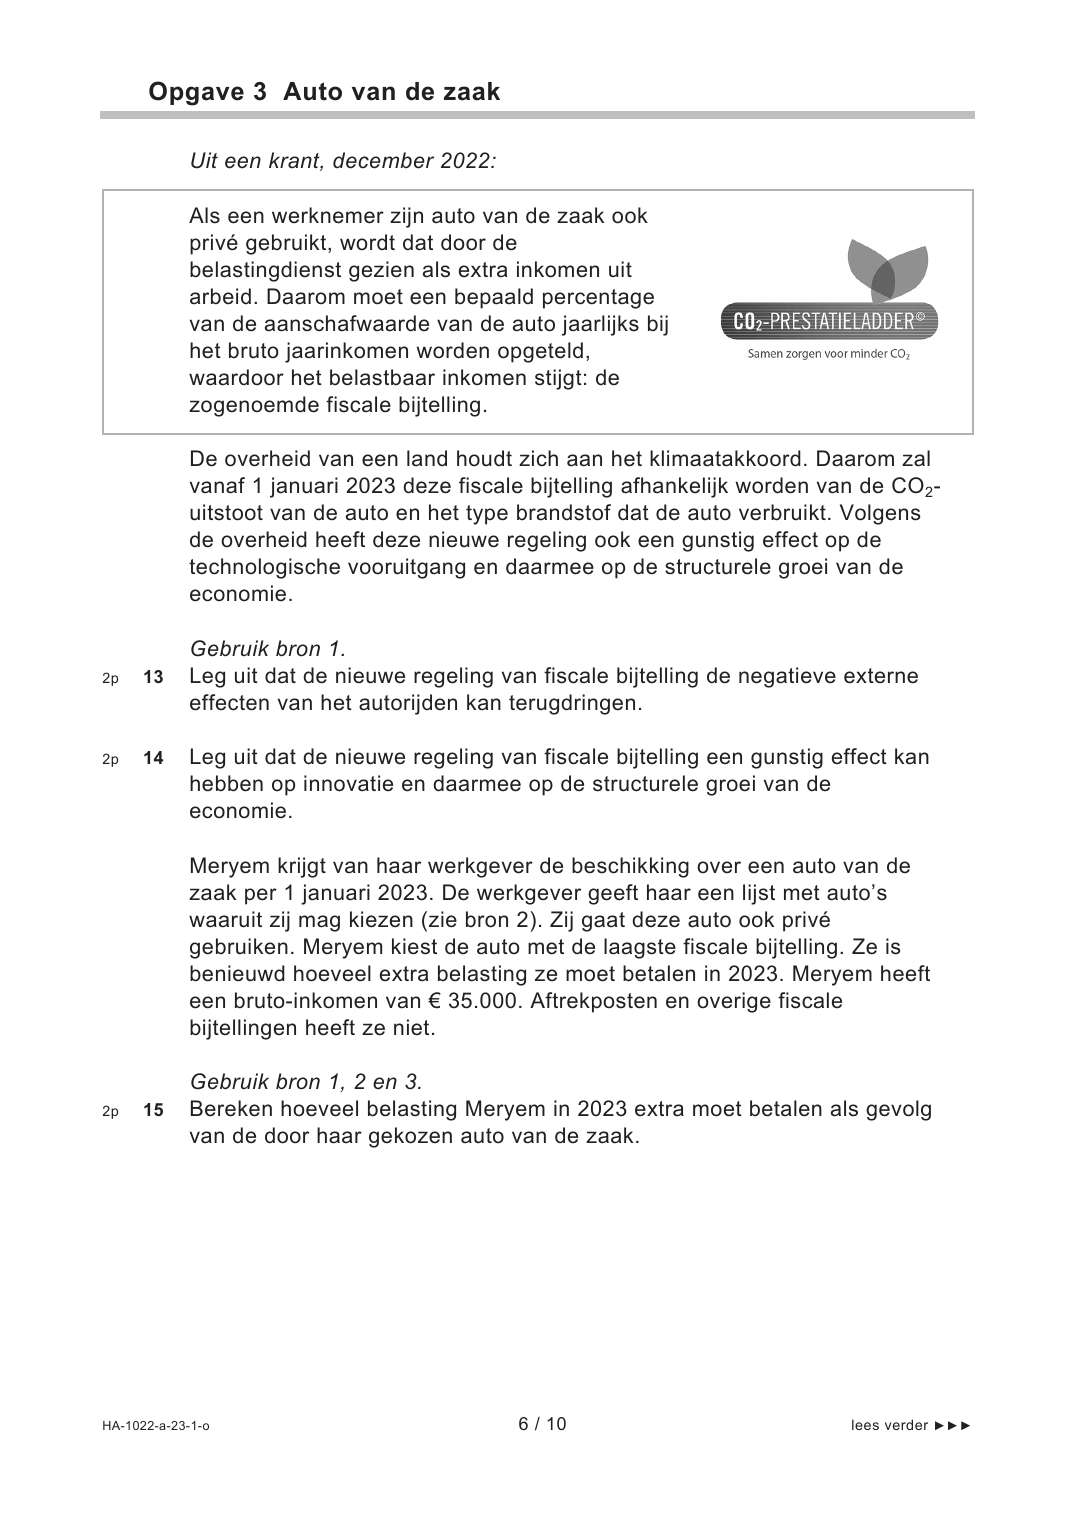 Opgave 3 Auto van de zaak
Uit een krant, december 2022:
Als een werknemer zijn auto van de zaak ook
privé gebruikt, wordt dat door de
belastingdienst gezien als extra inkomen uit
arbeid. Daarom moet een bepaald percentage
van de aanschafwaarde van de auto jaarlijks bij
het bruto jaarinkomen worden opgeteld,
waardoor het belastbaar inkomen stijgt: de
zogenoemde fiscale bijtelling.
CO₂-PRESTATIELADDER©
Samen zorgen voor minder CO₂
De overheid van een land houdt zich aan het klimaatakkoord. Daarom zal
vanaf 1 januari 2023 deze fiscale bijtelling afhankelijk worden van de CO₂-
uitstoot van de auto en het type brandstof dat de auto verbruikt. Volgens
de overheid heeft deze nieuwe regeling ook een gunstig effect op de
technologische vooruitgang en daarmee op de structurele groei van de
economie.
Gebruik bron 1.
2p 13 Leg uit dat de nieuwe regeling van fiscale bijtelling de negatieve externe
effecten van het autorijden kan terugdringen.
2p 14 Leg uit dat de nieuwe regeling van fiscale bijtelling een gunstig effect kan
hebben op innovatie en daarmee op de structurele groei van de
economie.
Meryem krijgt van haar werkgever de beschikking over een auto van de
zaak per 1 januari 2023. De werkgever geeft haar een lijst met auto's
waaruit zij mag kiezen (zie bron 2). Zij gaat deze auto ook privé
gebruiken. Meryem kiest de auto met de laagste fiscale bijtelling. Ze is
benieuwd hoeveel extra belasting ze moet betalen in 2023. Meryem heeft
een bruto-inkomen van € 35.000. Aftrekposten en overige fiscale
bijtellingen heeft ze niet.
Gebruik bron 1, 2 en 3.
2p 15 Bereken hoeveel belasting Meryem in 2023 extra moet betalen als gevolg
van de door haar gekozen auto van de zaak.
HA-1022-a-23-1-o 6 / 10 lees verder ►►►